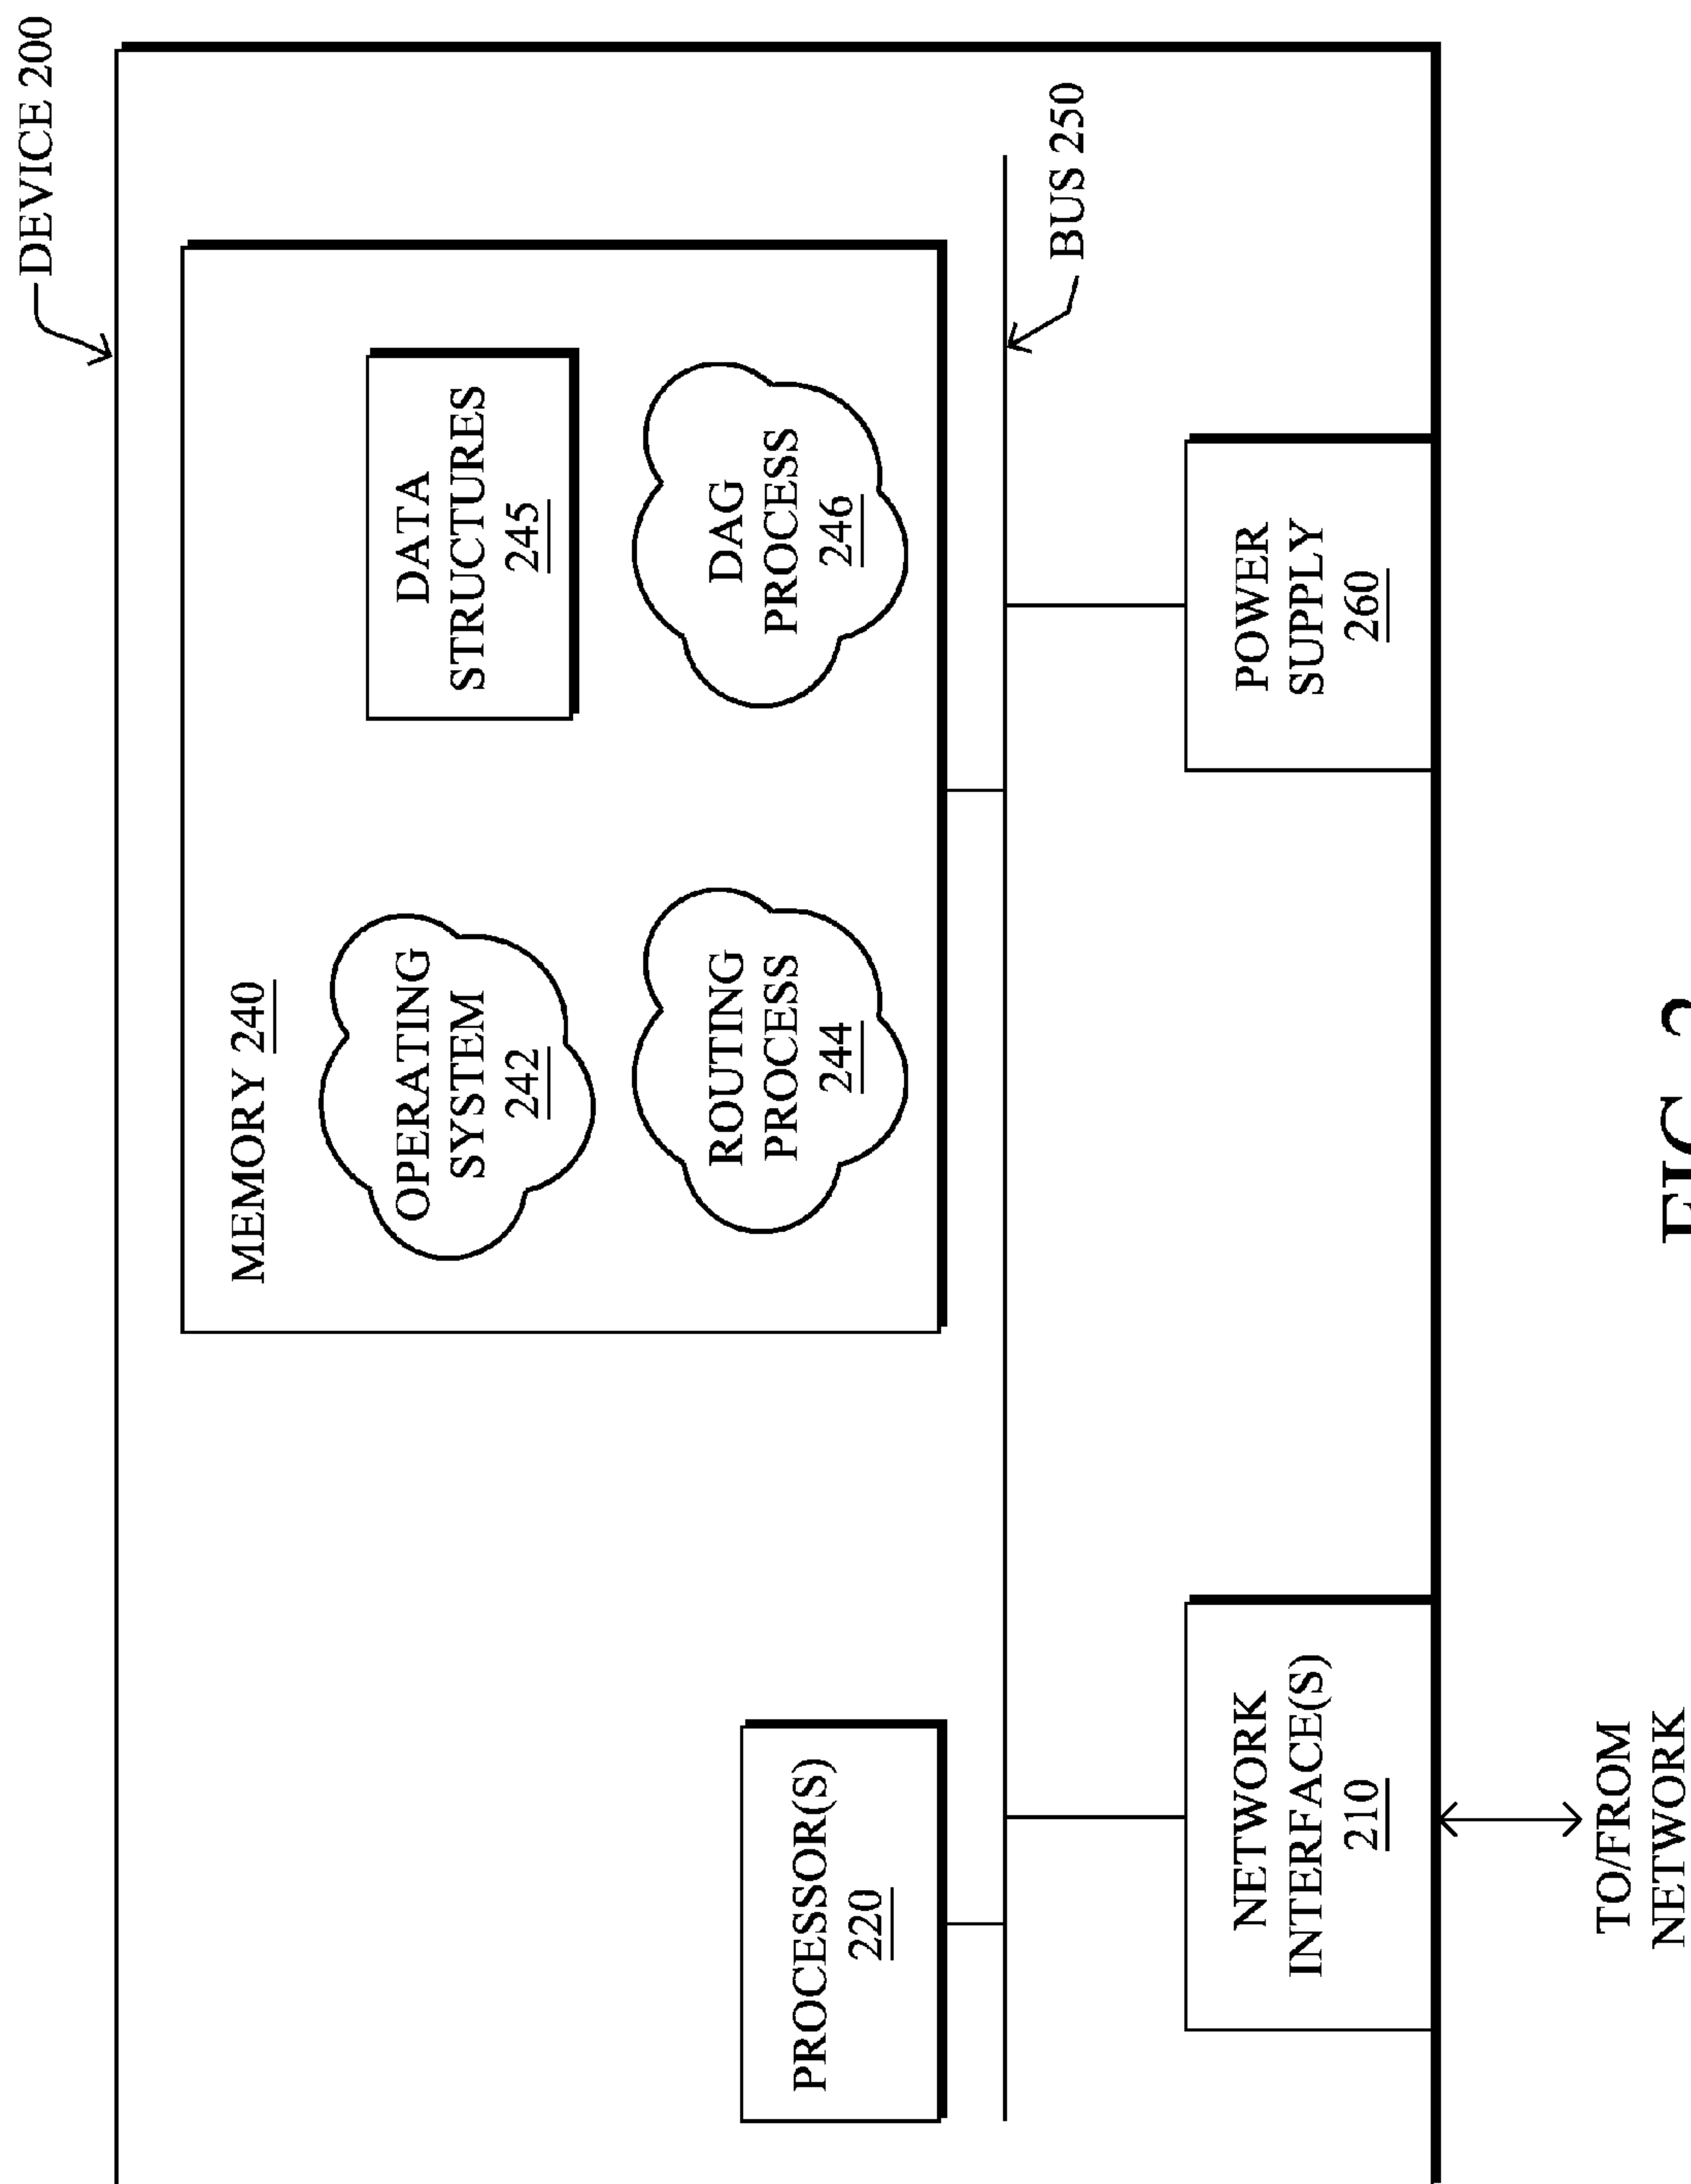 DEVICE 200
MEMORY 240
OPERATING
SYSTEM
242
DATA
STRUCTURES
245
ROUTING
PROCESS
244
DAG
PROCESS
246
PROCESSOR(S)
220
BUS 250
NETWORK
INTERFACE(S)
210
POWER
SUPPLY
260
TO/FROM
NETWORK